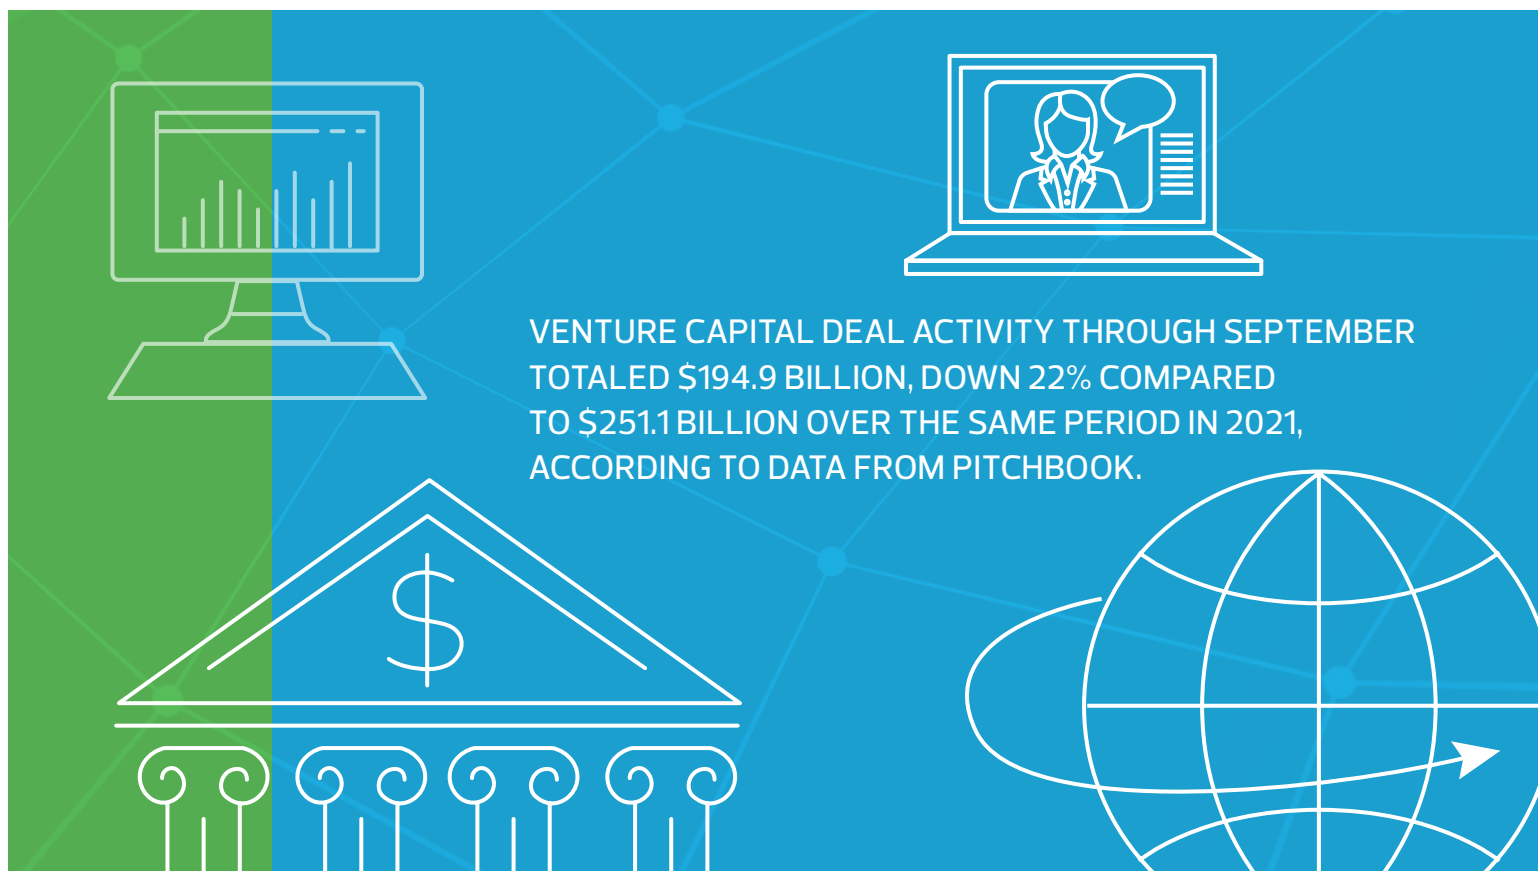 VENTURE CAPITAL DEAL ACTIVITY THROUGH SEPTEMBER
TOTALED $194.9 BILLION, DOWN 22% COMPARED
TO $251.1 BILLION OVER THE SAME PERIOD IN 2021,
ACCORDING TO DATA FROM PITCHBOOK.